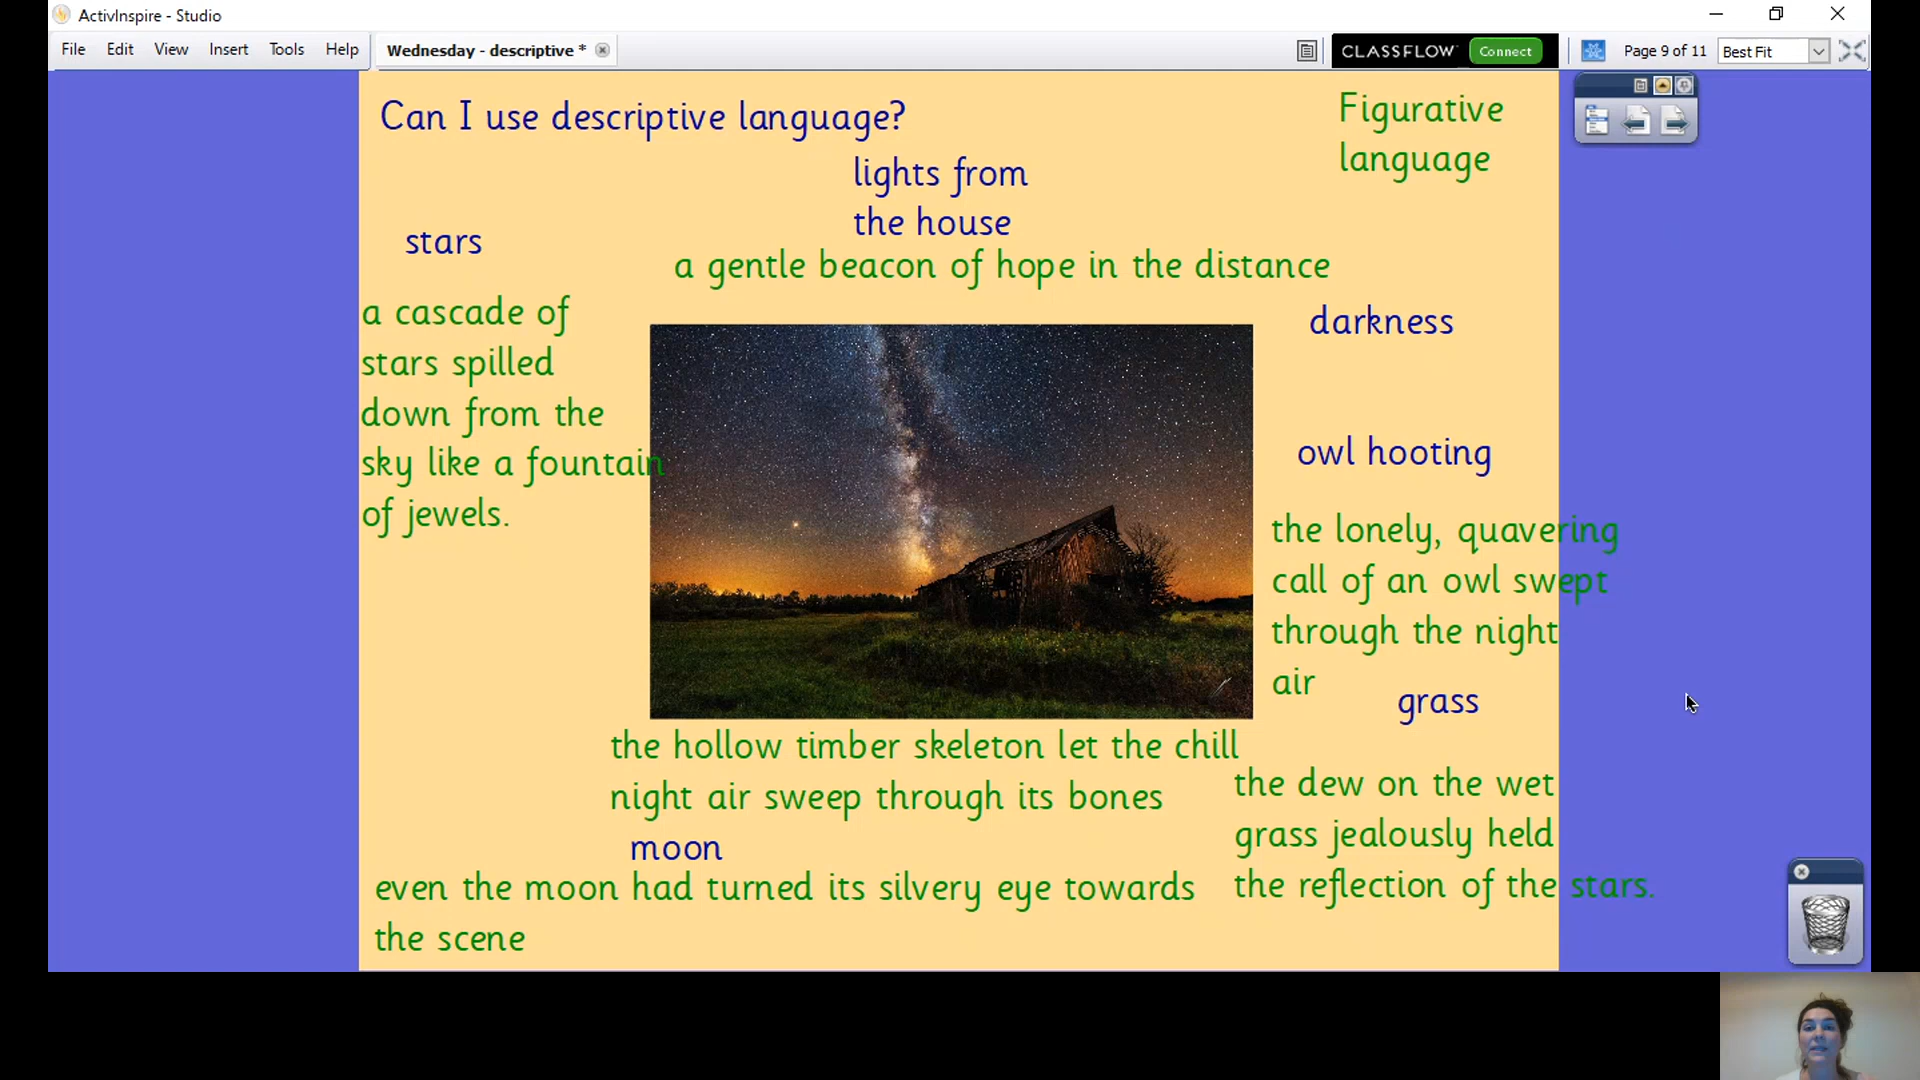 ActivInspire - Studio
File Edit View Insert Tools Help
Wednesday - descriptive *
CLASSFLOW Connect
Page 9 of 11
Best Fit
Can I use descriptive language?
Figurative
language
lights from
the house
a gentle beacon of hope in the distance
stars
a cascade of
stars spilled
down from the
sky like a fountain
of jewels.
darkness
owl hooting
the lonely, quavering
call of an owl swept
through the night
air
grass
the dew on the wet
grass jealously held
the reflection of the stars.
the hollow timber skeleton let the chill
night air sweep through its bones
moon
even the moon had turned its silvery eye towards
the scene